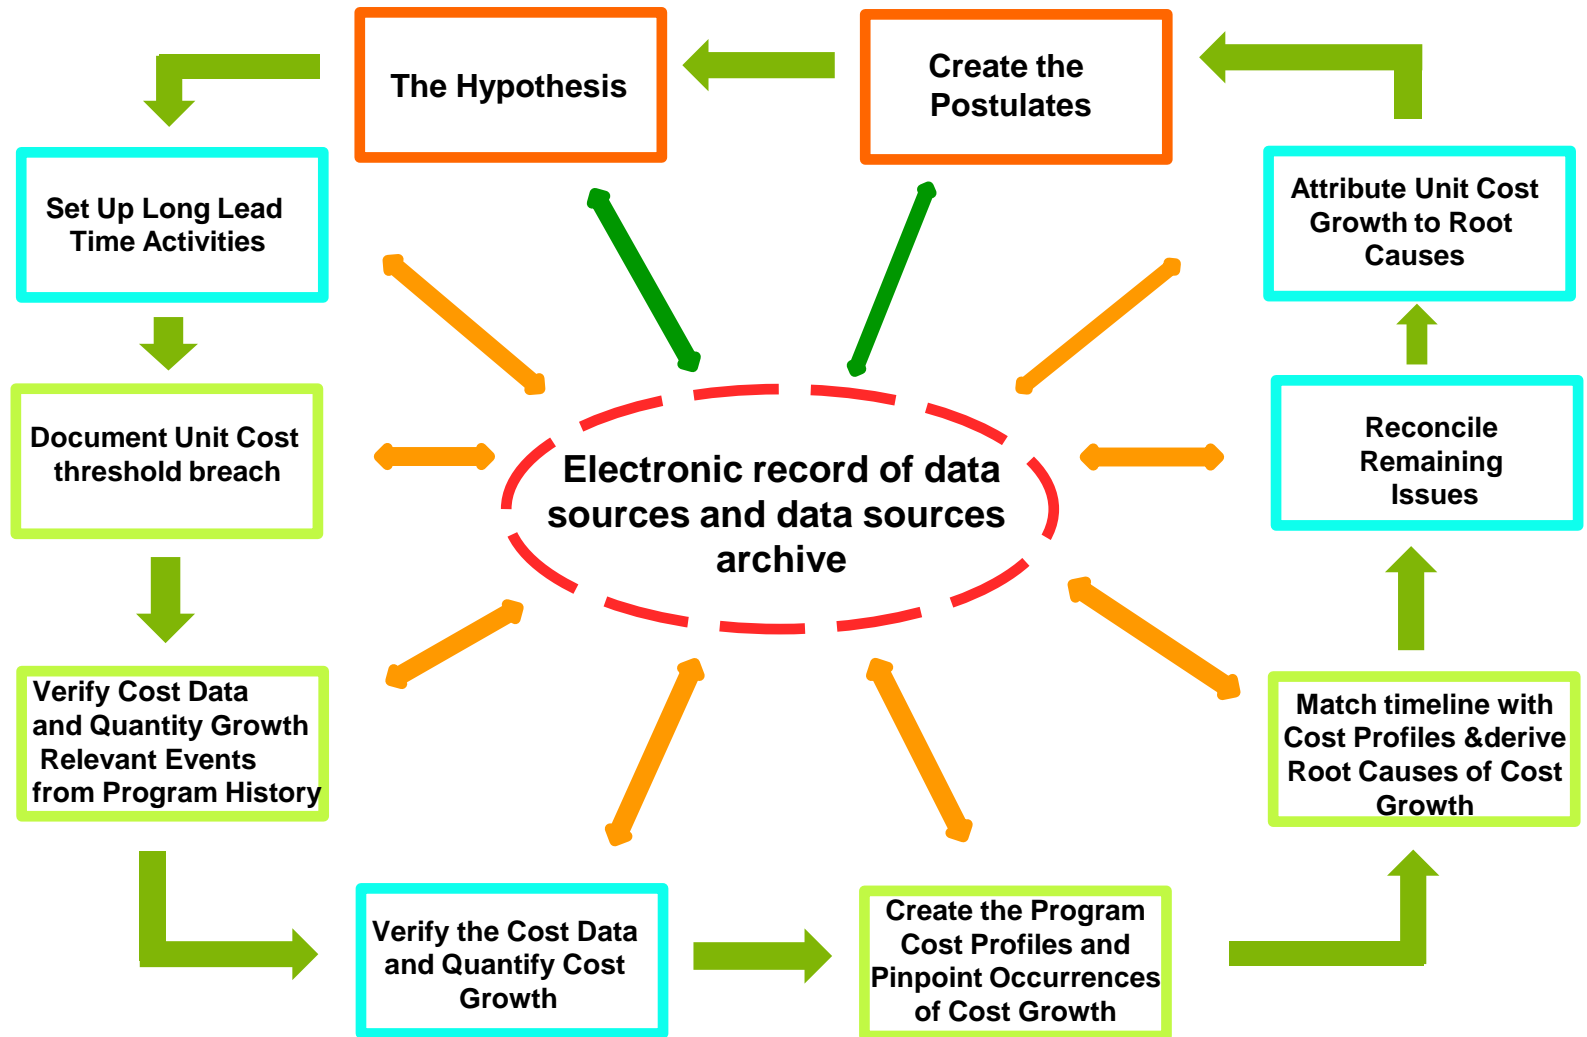 The Hypothesis
Create the
Postulates
Set Up Long Lead
Time Activities
Attribute Unit Cost
Growth to Root
Causes
Document Unit Cost
threshold breach
Electronic record of data
sources and data sources
archive
Reconcile
Remaining
Issues
Verify Cost Data
and Quantity Growth
Relevant Events
from Program History
Match timeline with
Cost Profiles &derive
Root Causes of Cost
Growth
Verify the Cost Data
and Quantify Cost
Growth
Create the Program
Cost Profiles and
Pinpoint Occurrences
of Cost Growth